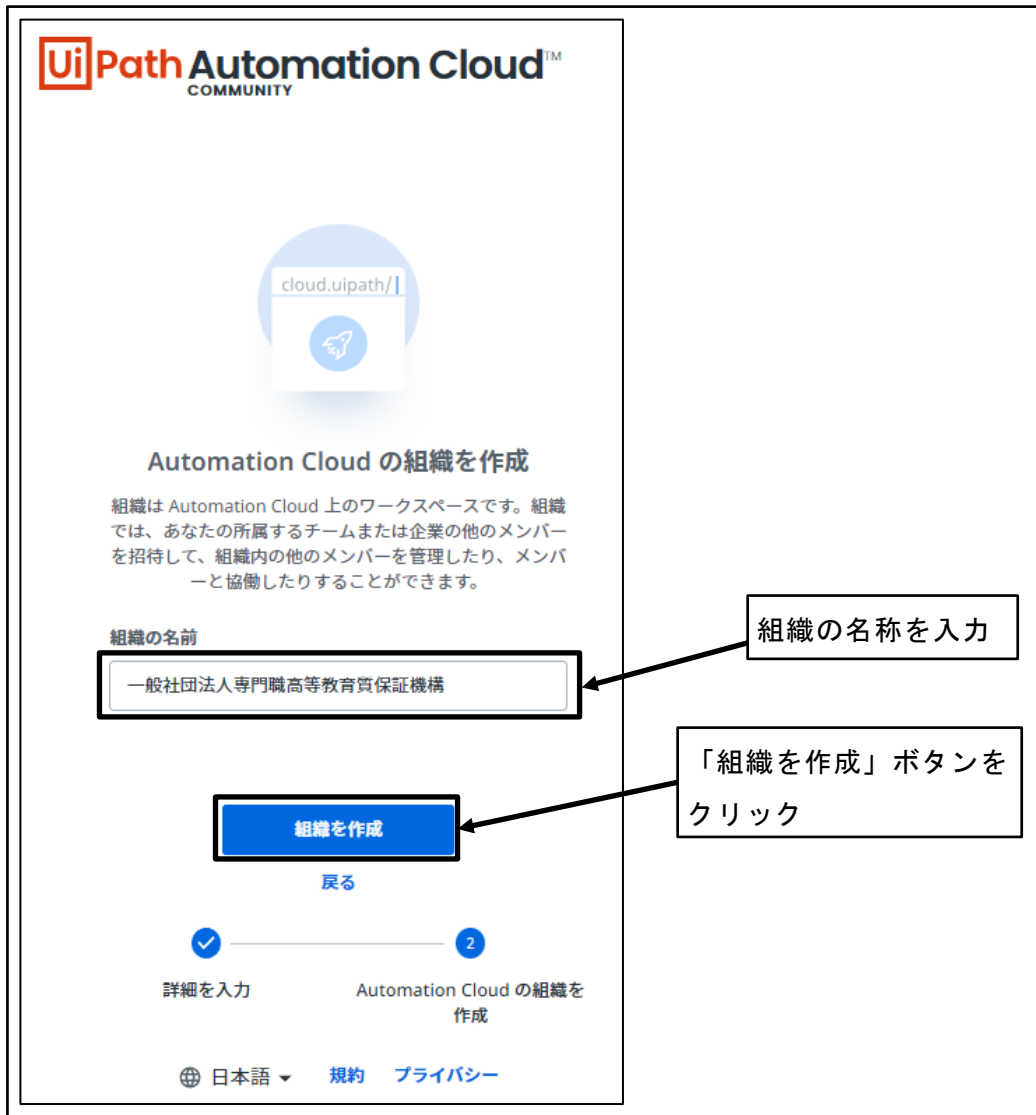 UiPath Automation Cloud™
COMMUNITY
cloud.uipath/
Automation Cloud の組織を作成
組織は Automation Cloud 上のワークスペースです。組織
では、あなたの所属するチームまたは企業の他のメンバー
を招待して、組織内の他のメンバーを管理したり、メンバ
ーと協働したりすることができます。
組織の名前
一般社団法人専門職高等教育質保証機構
組織の名称を入力
「組織を作成」ボタンを
クリック
組織を作成
戻る
2
詳細を入力
Automation Cloud の組織を
作成
日本語
規約
プライバシー